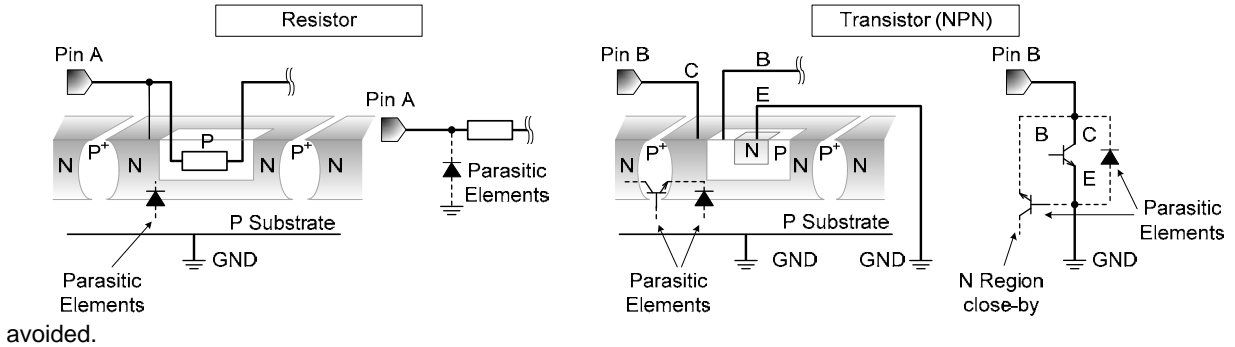 Resistor
Transistor (NPN)
Pin A
Pin B
C
B
E
Pin B
Pin A
N
P+
N
P
N
P+
N
Parasitic
Elements
P Substrate
GND
Parasitic
Elements
N
P+
N
N
P
N
P+
N
P Substrate
GND
GND
Parasitic
Elements
B
C
E
Parasitic
Elements
GND
N Region
close-by
avoided.